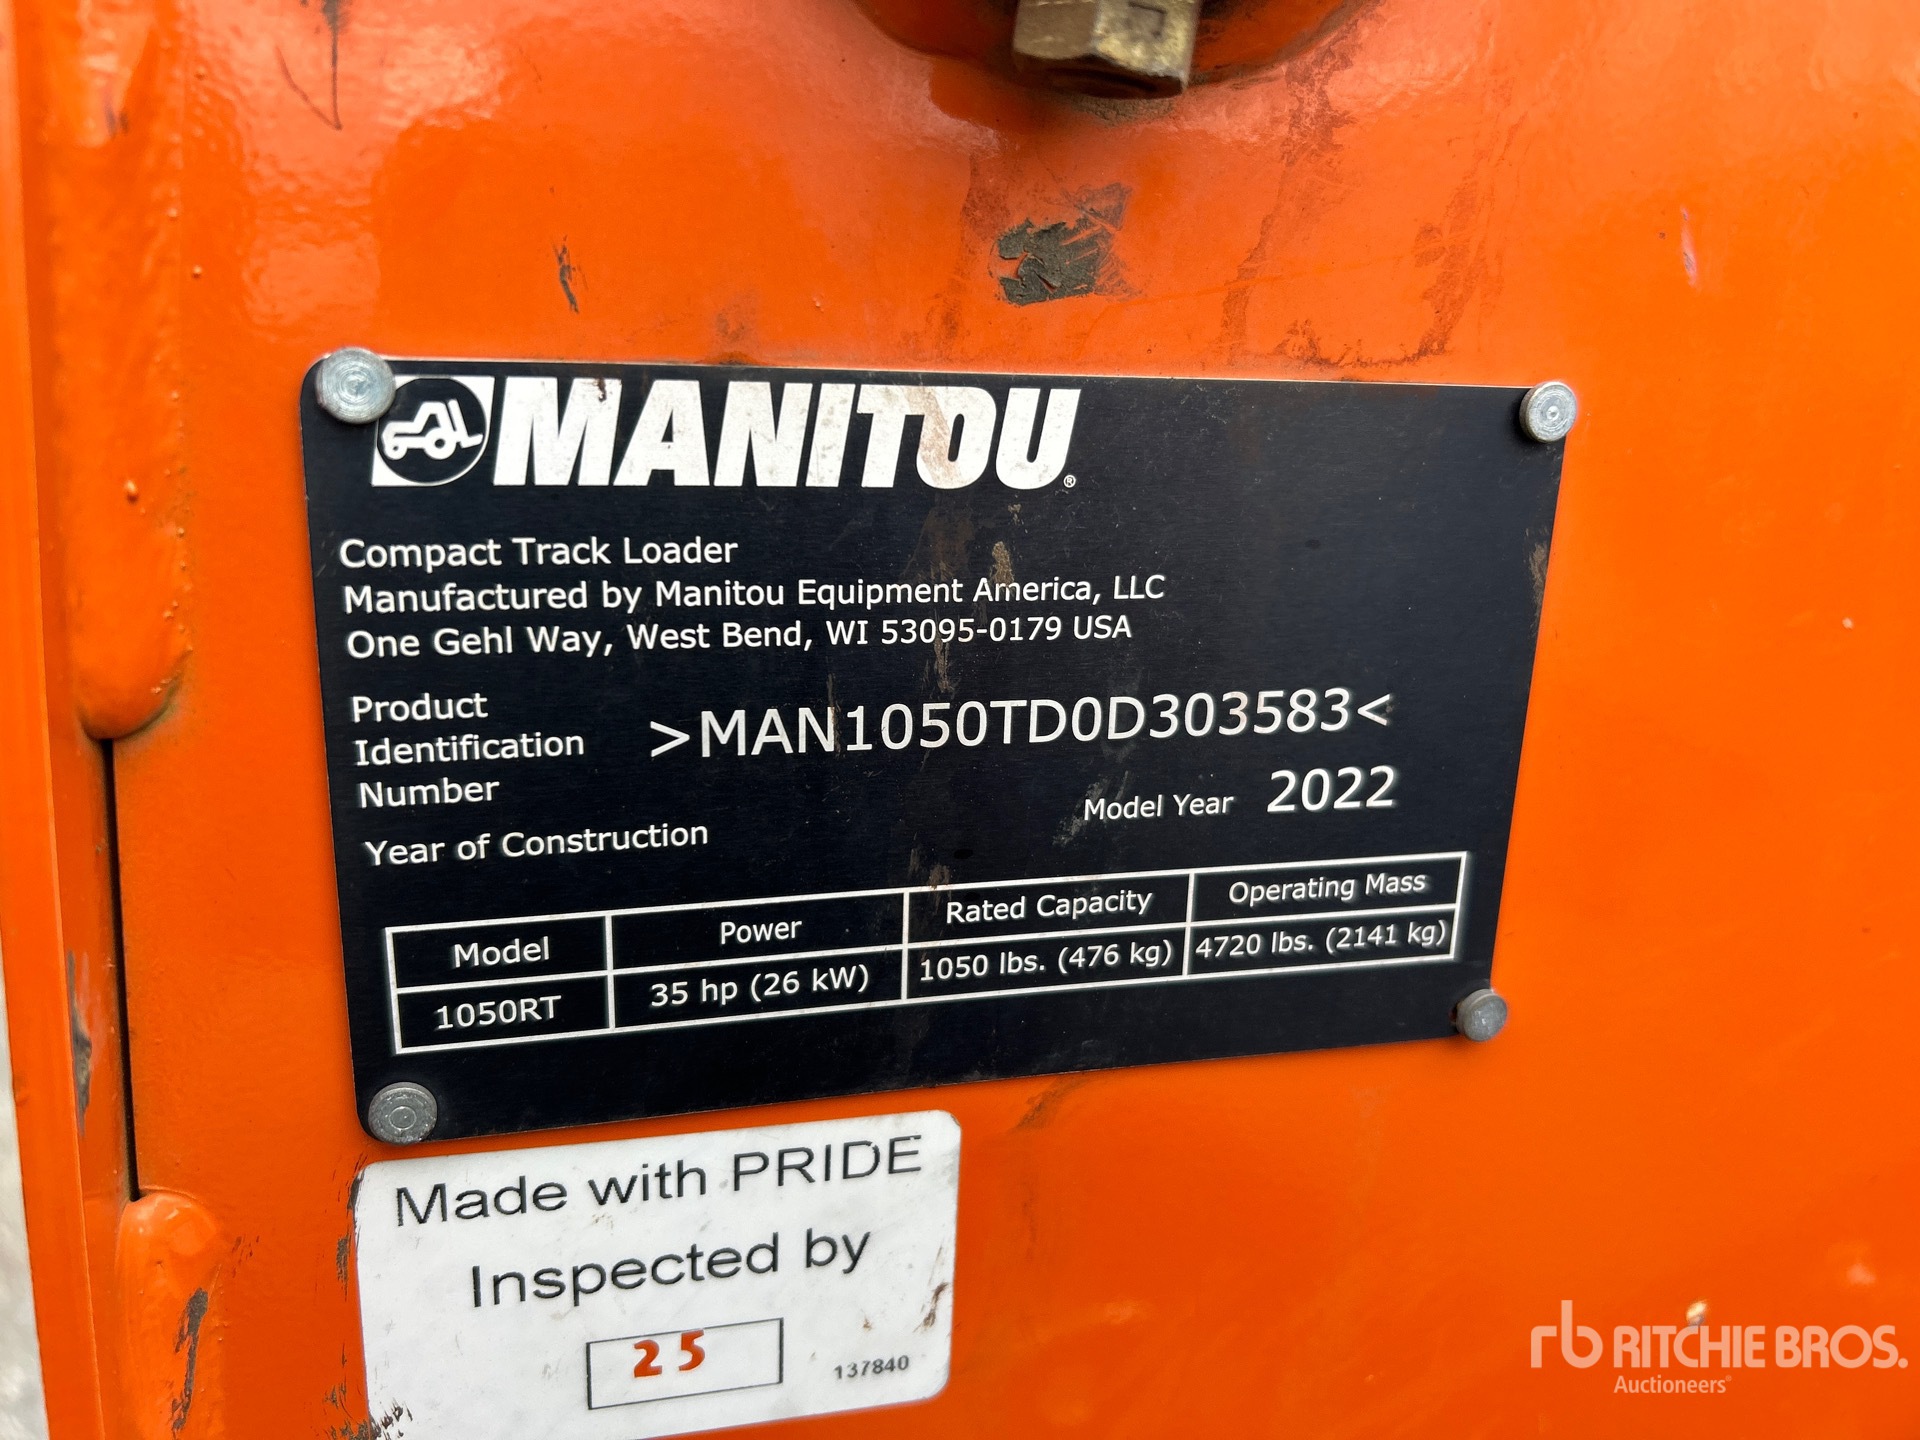 MANITOU®
Compact Track Loader
Manufactured by Manitou Equipment America, LLC
One Gehl Way, West Bend, WI 53095-0179 USA
Product
Identification
Number
>MAN1050TD0D303583<
Model Year 2022
Year of Construction
Model Power Rated Capacity Operating Mass
1050RT 35 hp (26 kW) 1050 lbs. (476 kg) 4720 lbs. (2141 kg)
Made with PRIDE
Inspected by
25
137840
rb RITCHIE BROS.
Auctioneers®